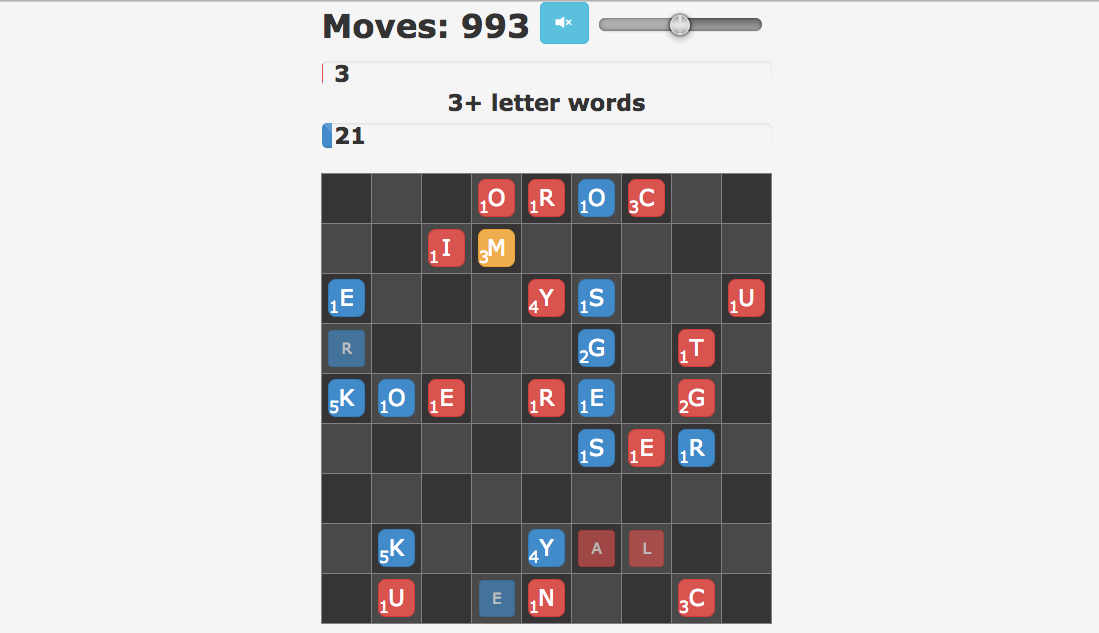 Moves: 993
3
3+ letter words
21
1O 1R 1O 3C
1I 3M
1E 4Y 1S 1U
R 2G 1T
5K 1O 1E 1R 1E 2G
1S 1E 1R
5K 4Y A L
1U E 1N 3C